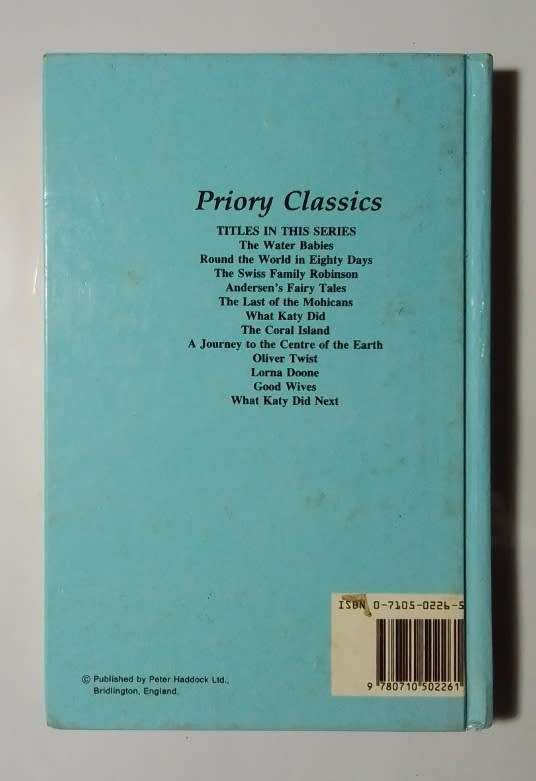 Priory Classics
TITLES IN THIS SERIES
The Water Babies
Round the World in Eighty Days
The Swiss Family Robinson
Andersen's Fairy Tales
The Last of the Mohicans
What Katy Did
The Coral Island
A Journey to the Centre of the Earth
Oliver Twist
Lorna Doone
Good Wives
What Katy Did Next
ISBN 0-7105-0226-5
9 780710 502261
© Published by Peter Haddock Ltd.,
Bridlington, England.